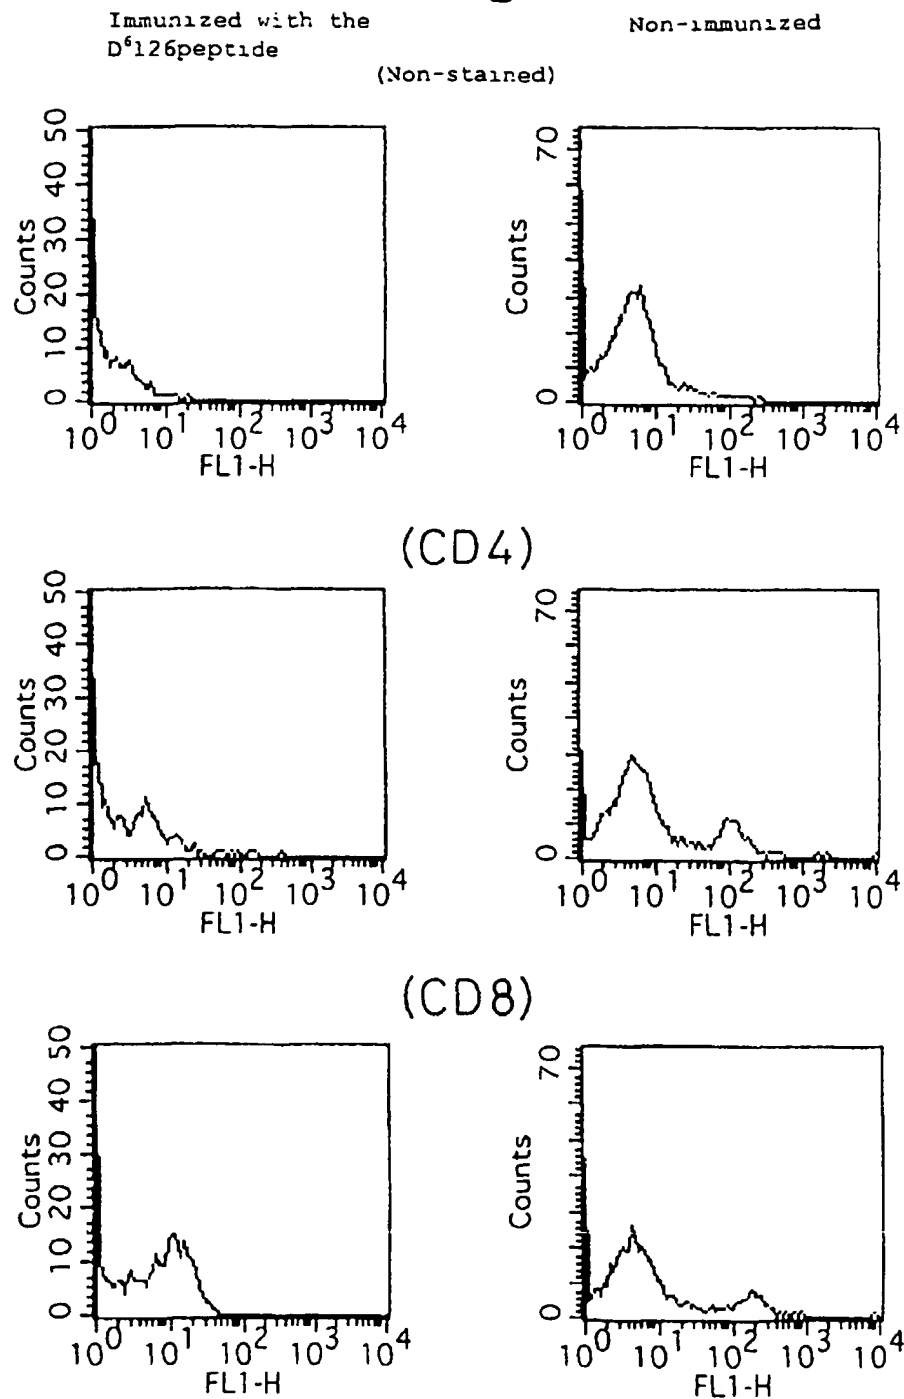 Immunized with the
D⁶126peptide
Non-immunized
(Non-stained)
50
40
30
20
10
0
Counts
10⁰ 10¹ 10² 10³ 10⁴
FL1-H
70
0
Counts
10⁰ 10¹ 10² 10³ 10⁴
FL1-H
(CD4)
50
40
30
20
10
0
Counts
10⁰ 10¹ 10² 10³ 10⁴
FL1-H
70
0
Counts
10⁰ 10¹ 10² 10³ 10⁴
FL1-H
(CD8)
50
40
30
20
10
0
Counts
10⁰ 10¹ 10² 10³ 10⁴
FL1-H
70
0
Counts
10⁰ 10¹ 10² 10³ 10⁴
FL1-H